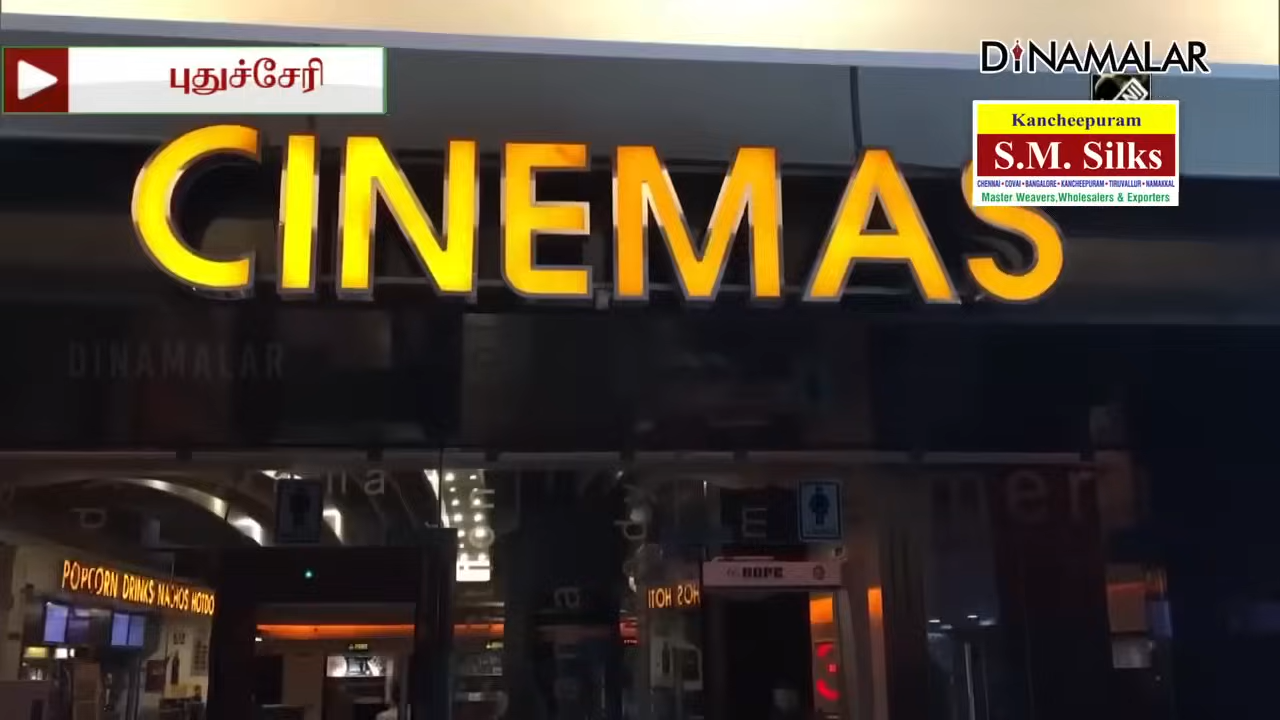 புதுச்சேரி
DINAMALAR
Kancheepuram
S.M. Silks
CHENNAI • COVAI • BANGALORE • KANCHEEPURAM • TIRUVALLUR • NAMAKKAL
Master Weavers,Wholesalers & Exporters
CINEMAS
DINAMALAR
mer
POPCORN DRINKS NACHOS HOTDO